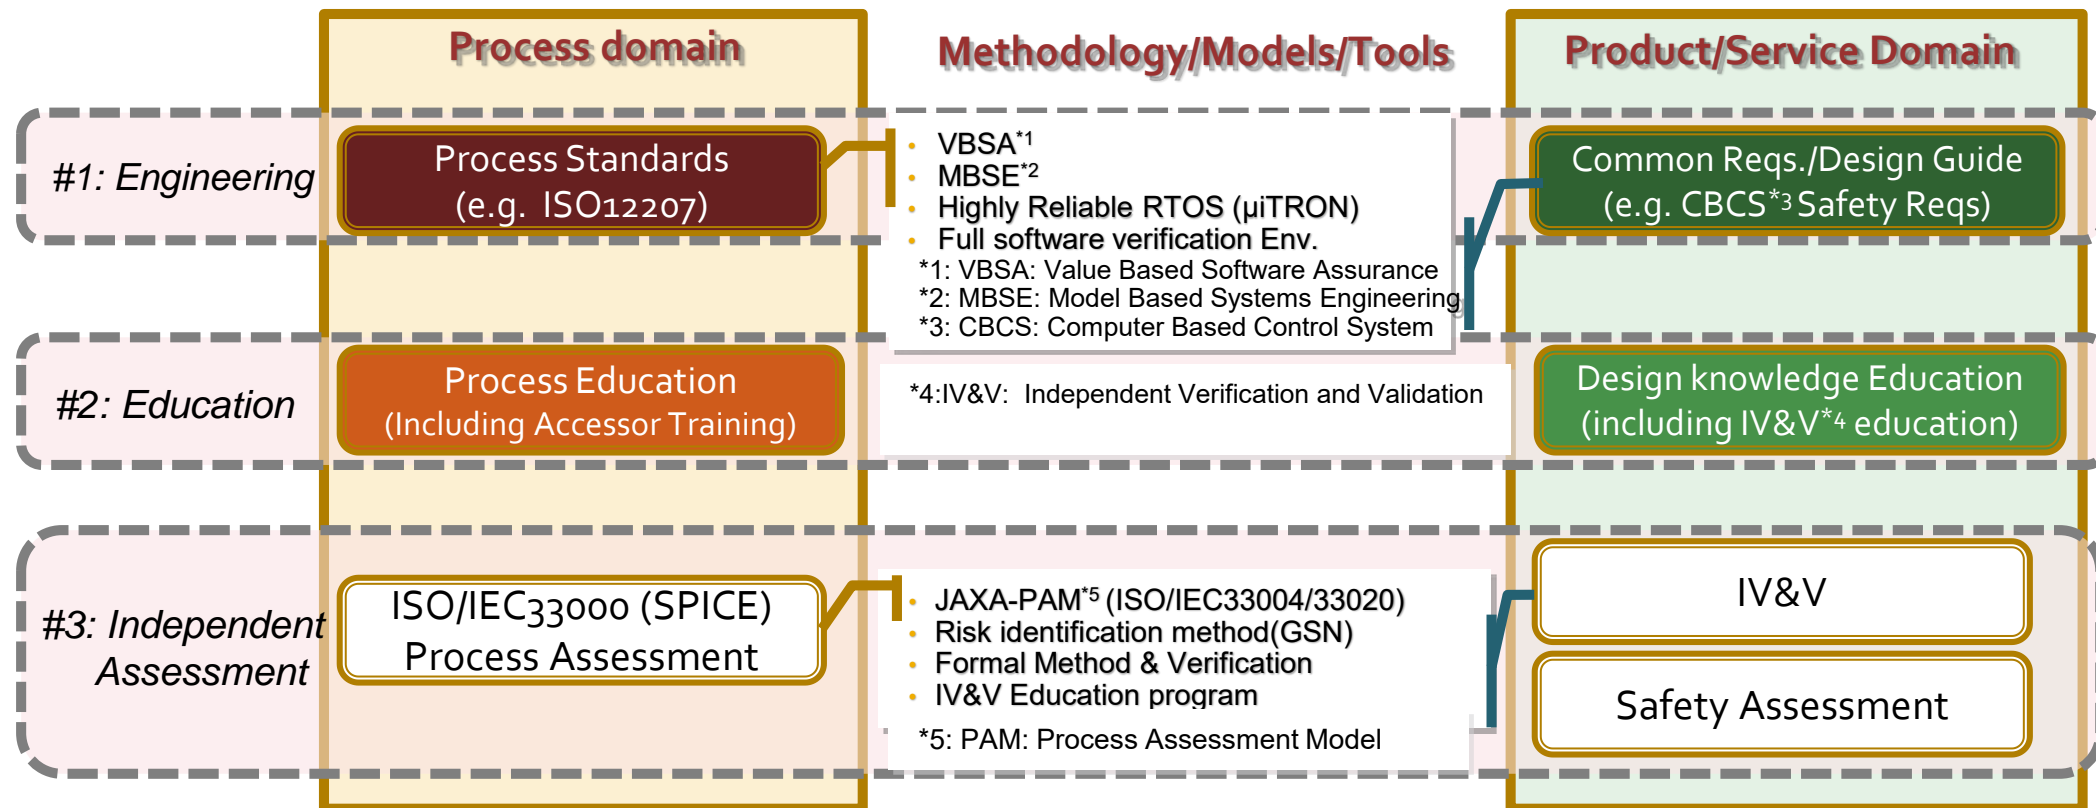 Process domain
Methodology/Models/Tools
Product/Service Domain
#1: Engineering
Process Standards
(e.g. ISO12207)
• VBSA*1
• MBSE*2
• Highly Reliable RTOS (µiTRON)
• Full software verification Env.
*1: VBSA: Value Based Software Assurance
*2: MBSE: Model Based Systems Engineering
*3: CBCS: Computer Based Control System
Common Reqs./Design Guide
(e.g. CBCS*3 Safety Reqs)
#2: Education
Process Education
(Including Accessor Training)
*4:IV&V: Independent Verification and Validation
Design knowledge Education
(including IV&V*4 education)
#3: Independent
Assessment
ISO/IEC33000 (SPICE)
Process Assessment
• JAXA-PAM*5 (ISO/IEC33004/33020)
• Risk identification method(GSN)
• Formal Method & Verification
• IV&V Education program
*5: PAM: Process Assessment Model
IV&V
Safety Assessment